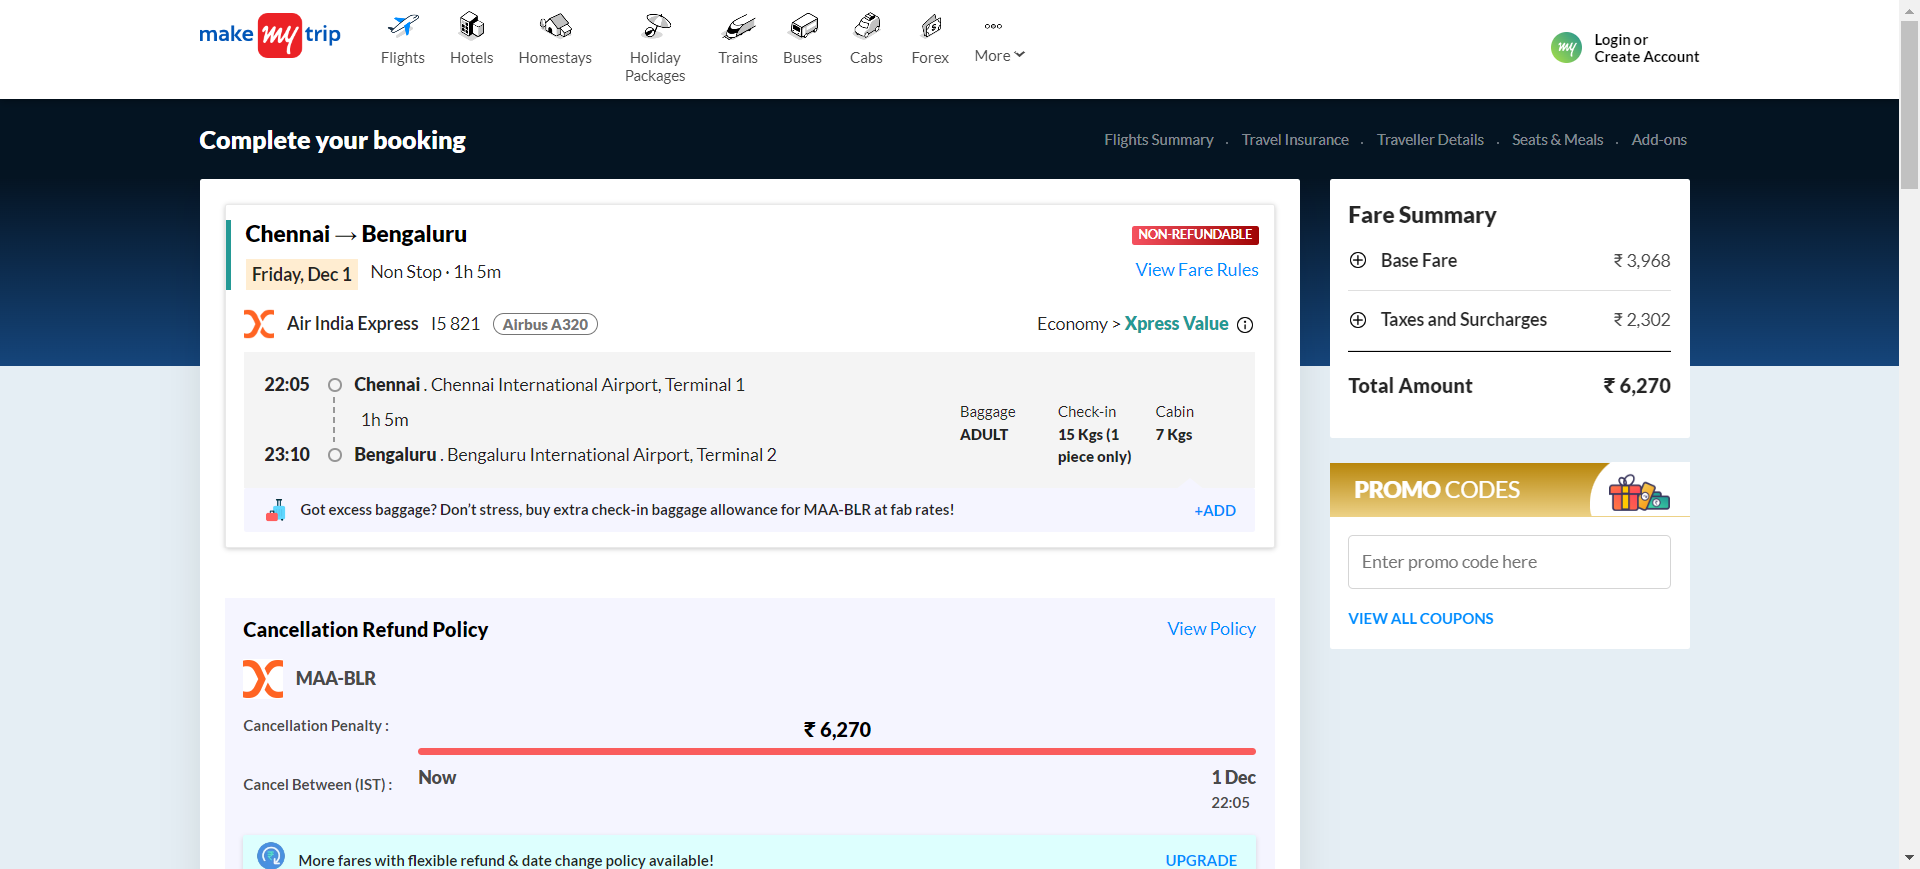 make my trip
Flights
Hotels
Homestays
Holiday
Packages
Trains
Buses
Cabs
Forex
More
my
Login or
Create Account
Complete your booking
Flights Summary . Travel Insurance . Traveller Details . Seats & Meals . Add-ons
Chennai → Bengaluru
NON-REFUNDABLE
Friday, Dec 1 Non Stop · 1h 5m
View Fare Rules
Air India Express I5 821 Airbus A320
Economy > Xpress Value
22:05 Chennai . Chennai International Airport, Terminal 1
1h 5m
23:10 Bengaluru . Bengaluru International Airport, Terminal 2
Baggage Check-in Cabin
ADULT 15 Kgs (1 7 Kgs
piece only)
Got excess baggage? Don't stress, buy extra check-in baggage allowance for MAA-BLR at fab rates!
+ADD
Cancellation Refund Policy
View Policy
MAA-BLR
Cancellation Penalty :
₹ 6,270
Cancel Between (IST) :
Now
1 Dec
22:05
More fares with flexible refund & date change policy available!
UPGRADE
Fare Summary
Base Fare ₹ 3,968
Taxes and Surcharges ₹ 2,302
Total Amount ₹ 6,270
PROMO CODES
Enter promo code here
VIEW ALL COUPONS